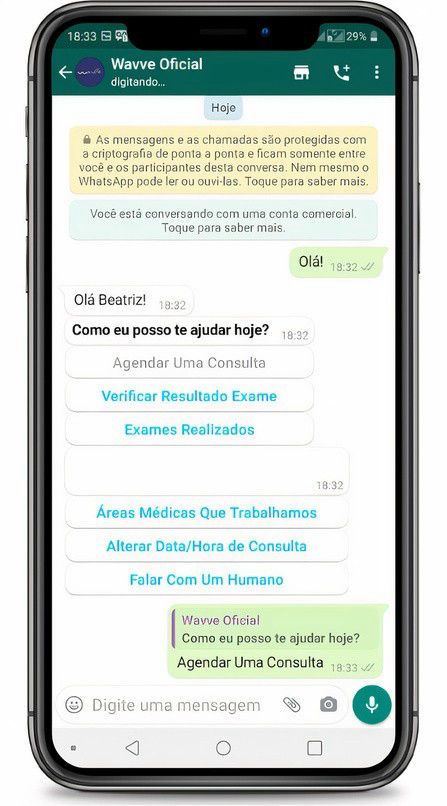 18:33
29%
Wavve Oficial
digitando...
Hoje
As mensagens e as chamadas são protegidas com
a criptografia de ponta a ponta e ficam somente entre
você e os participantes desta conversa. Nem mesmo o
WhatsApp pode ler ou ouvi-las. Toque para saber mais.
Você está conversando com uma conta comercial.
Toque para saber mais.
Olá! 18:32
Olá Beatriz! 18:32
Como eu posso te ajudar hoje? 18:32
Agendar Uma Consulta
Verificar Resultado Exame
Exames Realizados
18:32
Áreas Médicas Que Trabalhamos
Alterar Data/Hora de Consulta
Falar Com Um Humano
Wavve Oficial
Como eu posso te ajudar hoje?
Agendar Uma Consulta 18:33
Digite uma mensagem